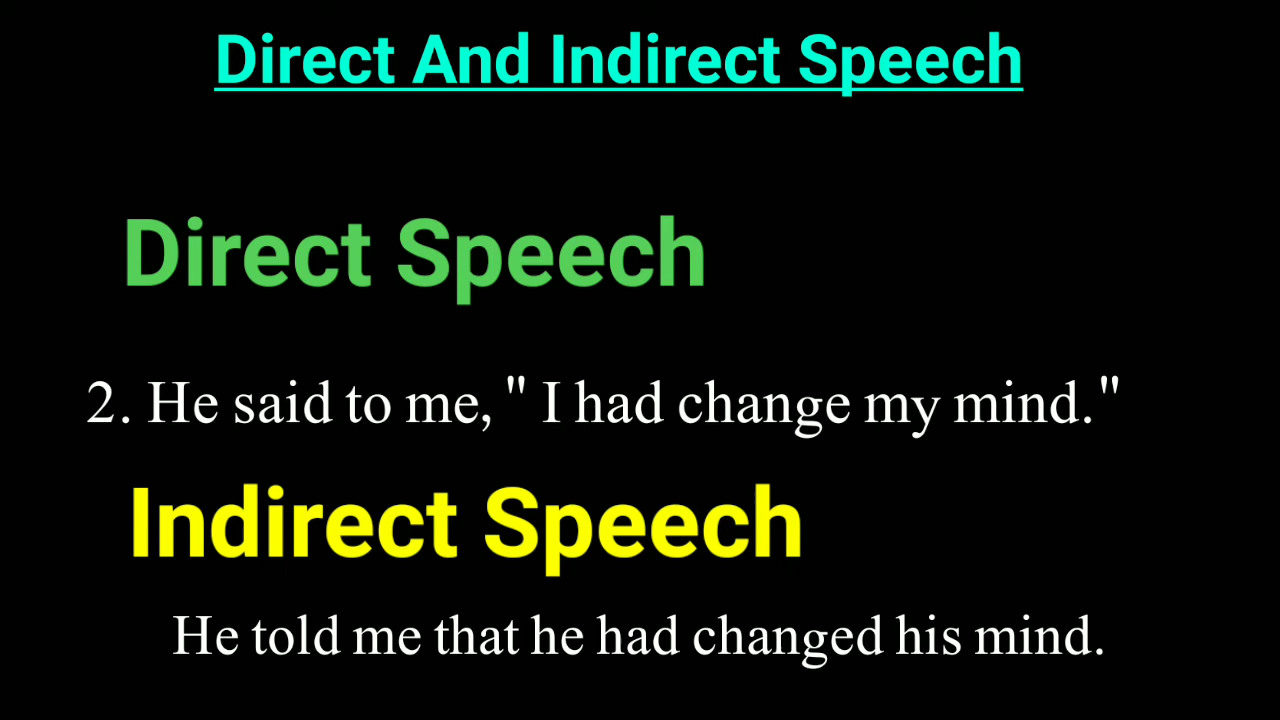 Direct And Indirect Speech
Direct Speech
2. He said to me, " I had change my mind."
Indirect Speech
He told me that he had changed his mind.